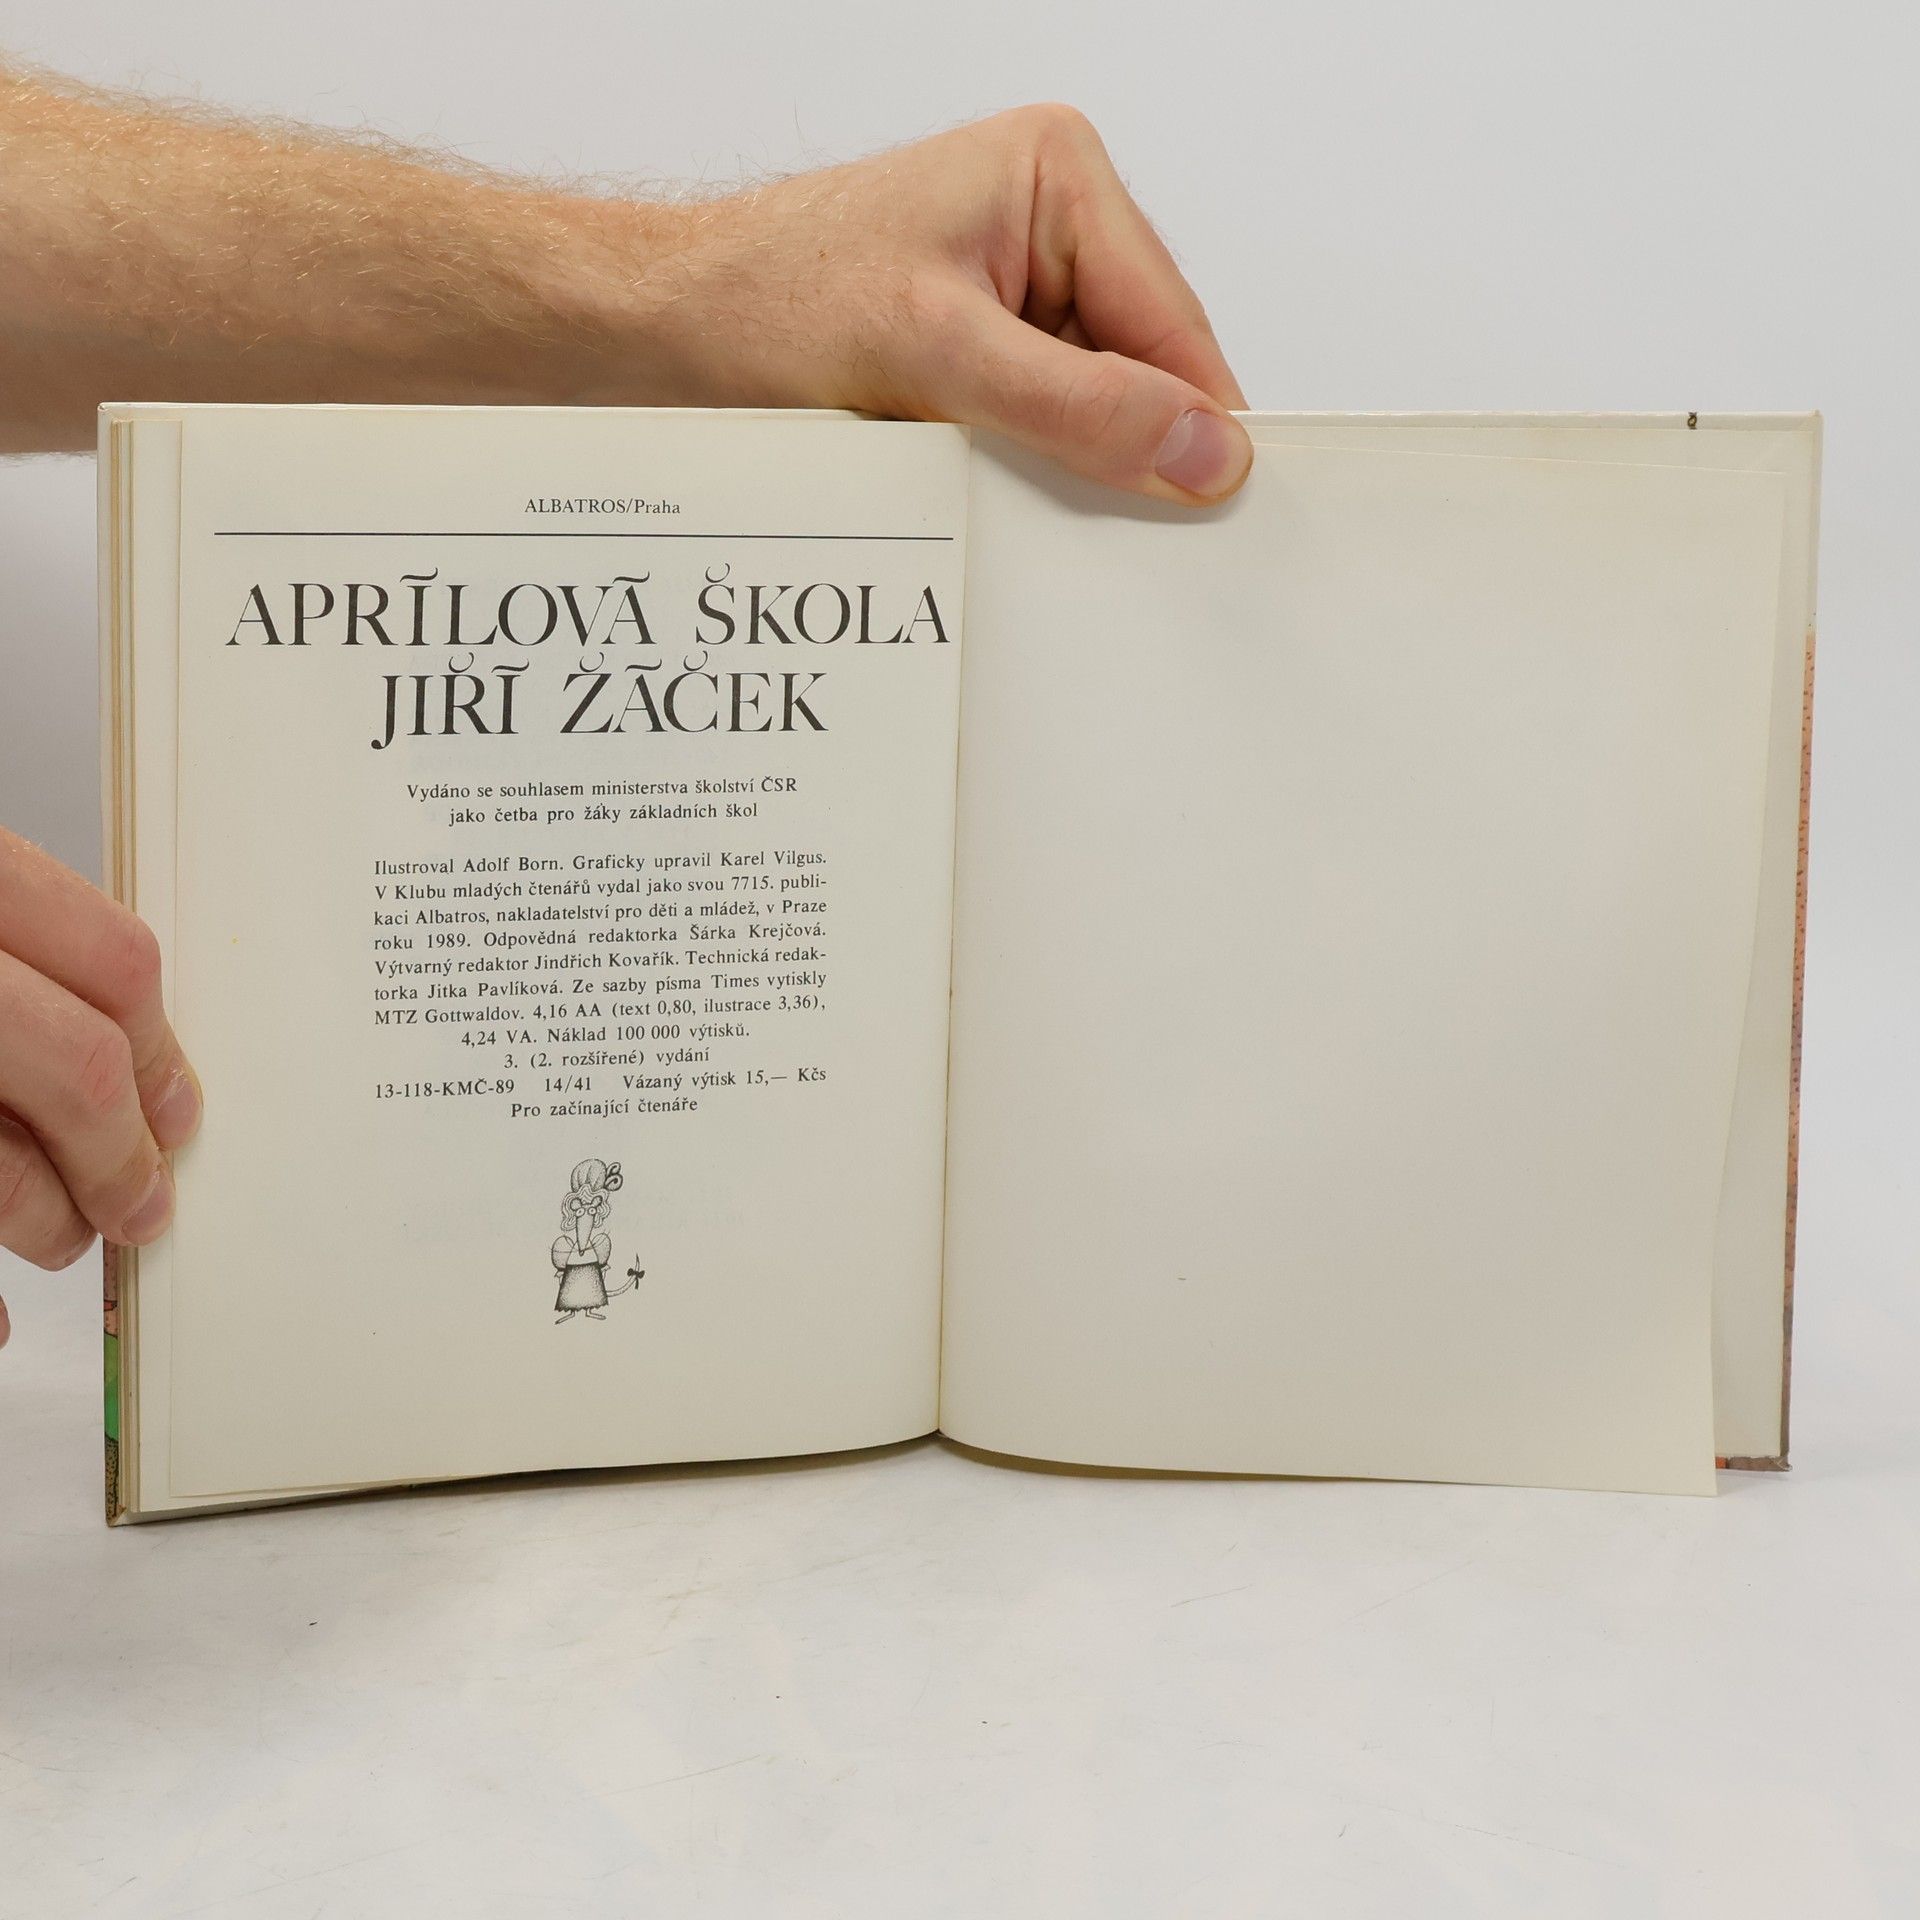 ALBATROS/Praha
APRÍLOVÁ ŠKOLA
JIŘÍ ŽÁČEK
Vydáno se souhlasem ministerstva školství ČSR
jako četba pro žáky základních škol
Ilustroval Adolf Born. Graficky upravil Karel Vilgus.
V Klubu mladých čtenářů vydal jako svou 7715. publi-
kaci Albatros, nakladatelství pro děti a mládež, v Praze
roku 1989. Odpovědná redaktorka Šárka Krejčová.
Výtvarný redaktor Jindřich Kovařík. Technická redak-
torka Jitka Pavlíková. Ze sazby písma Times vytiskly
MTZ Gottwaldov. 4,16 AA (text 0,80, ilustrace 3,36),
4,24 VA. Náklad 100 000 výtisků.
3. (2. rozšířené) vydání
13-118-KMČ-89 14/41 Vázaný výtisk 15,— Kčs
Pro začínající čtenáře